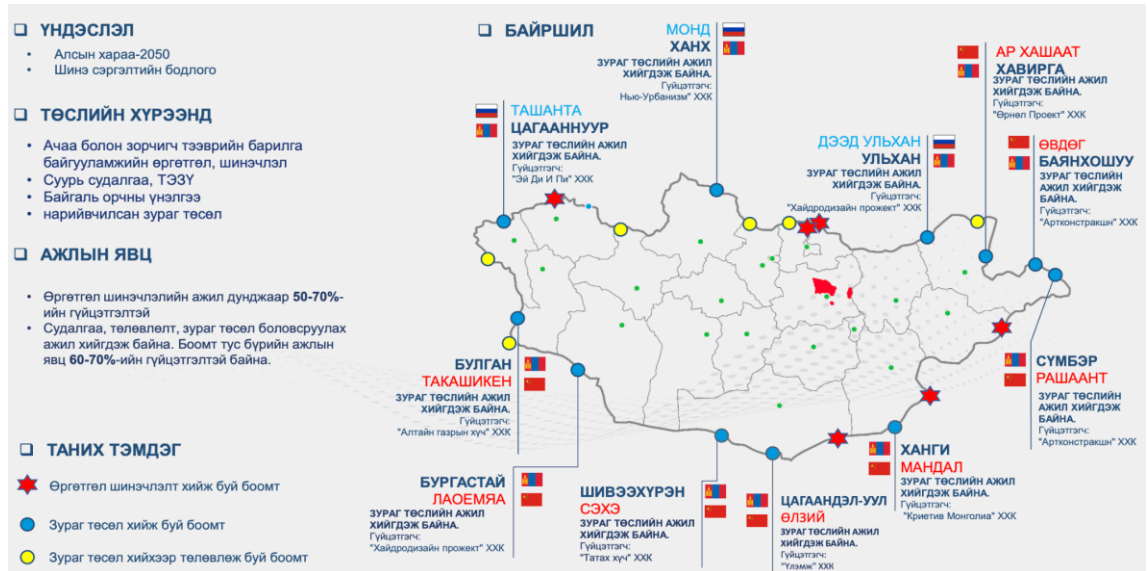 ҮНДЭСЛЭЛ
Алсын хараа-2050
Шинэ сэргэлтийн бодлого
ТӨСЛИЙН ХҮРЭЭНД
Ачаа болон зорчигч тээврийн барилга
байгууламжийн өргөтгөл, шинэчлэл
Суурь судалгаа, ТЭЗҮ
Байгаль орчны үнэлгээ
нарийвчилсан зураг төсөл
АЖЛЫН ЯВЦ
Өргөтгөл шинэчлэлийн ажил дунджаар 50-70%-
ийн гүйцэтгэлтэй
Судалгаа, төлөвлөлт, зураг төсөл боловсруулах
ажил хийгдэж байна. Боомт тус бүрийн ажлын
явц 60-70%-ийн гүйцэтгэлтэй байна.
ТАНИХ ТЭМДЭГ
Өргөтгөл шинэчлэлт хийж буй боомт
Зураг төсөл хийж буй боомт
Зураг төсөл хийхээр төлөвлөж буй боомт
БАЙРШИЛ
МОНД
ХАНХ
ЗУРАГ ТӨСЛИЙН АЖИЛ
ХИЙГДЭЖ БАЙНА.
Гүйцэтгэгч:
Нью-Урбанизм" ХХК
ТАШАНТА
ЦАГААННУУР
ЗУРАГ ТӨСЛИЙН АЖИЛ
ХИЙГДЭЖ БАЙНА.
Гүйцэтгэгч:
"Эй Ди И Пи" ХХК
ДЭЭД УЛЬХАН
УЛЬХАН
ЗУРАГ ТӨСЛИЙН АЖИЛ
ХИЙГДЭЖ БАЙНА.
Гүйцэтгэгч:
"Хайдродизайн прожект" ХХК
АР ХАШААТ
ХАВИРГА
ЗУРАГ ТӨСЛИЙН АЖИЛ
ХИЙГДЭЖ БАЙНА.
Гүйцэтгэгч:
"Өрнөл Проект" ХХК
ӨВДӨГ
БАЯНХОШУУ
ЗУРАГ ТӨСЛИЙН
АЖИЛ ХИЙГДЭЖ
БАЙНА.
Гүйцэтгэгч:
"Артконстракшн" ХХК
БУЛГАН
ТАКАШИКЕН
ЗУРАГ ТӨСЛИЙН АЖИЛ
ХИЙГДЭЖ БАЙНА.
Гүйцэтгэгч:
"Алтайн газрын хүч" ХХК
СҮМБЭР
РАШААНТ
ЗУРАГ ТӨСЛИЙН
АЖИЛ ХИЙГДЭЖ
БАЙНА.
Гүйцэтгэгч:
"Артконстракшн" ХХК
БУРГАСТАЙ
ЛАОЕМЯА
ЗУРАГ ТӨСЛИЙН АЖИЛ
ХИЙГДЭЖ БАЙНА.
Гүйцэтгэгч:
"Хайдродизайн прожект" ХХК
ШИВЭЭХҮРЭН
СЭХЭ
ЗУРАГ ТӨСЛИЙН АЖИЛ
ХИЙГДЭЖ БАЙНА.
Гүйцэтгэгч:
"Татах хүч" ХХК
ЦАГААНДЭЛ-УУЛ
ӨЛЗИЙ
ЗУРАГ ТӨСЛИЙН АЖИЛ
ХИЙГДЭЖ БАЙНА.
Гүйцэтгэгч:
"Үлэмж" ХХК
ХАНГИ
МАНДАЛ
ЗУРАГ ТӨСЛИЙН АЖИЛ
ХИЙГДЭЖ БАЙНА.
Гүйцэтгэгч:
"Криетив Монголиа" ХХК